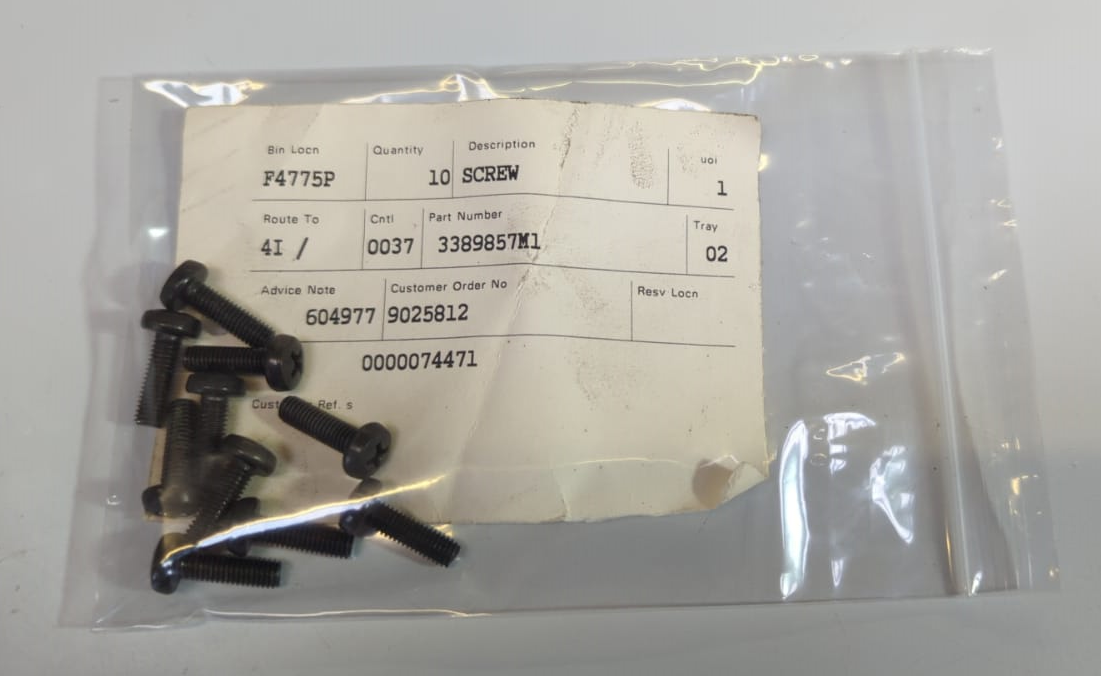 Bin Locn Quantity Description uoi
F4775P 10 SCREW 1
Route To Cntl Part Number Tray
4I / 0037 3389857M1 02
Advice Note Customer Order No Resv Locn
604977 9025812
0000074471
Ref. s